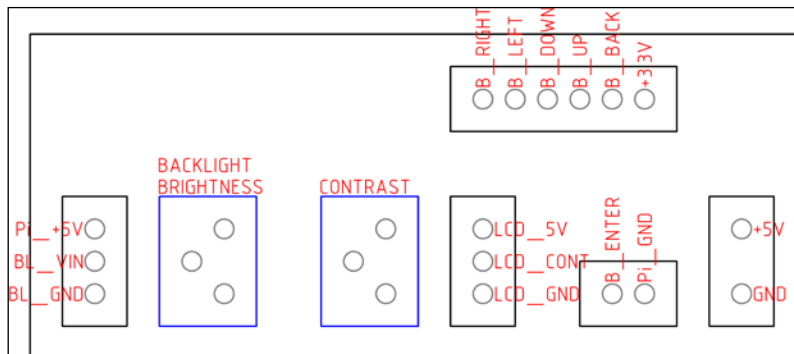 B_RIGHT
B_LEFT
B_DOWN
B_UP
B_BACK
+3.3V
BACKLIGHT
BRIGHTNESS
CONTRAST
Pi_+5V
BL_VIN
BL_GND
LCD_5V
LCD_CONT
LCD_GND
B_ENTER
Pi_GND
+5V
GND